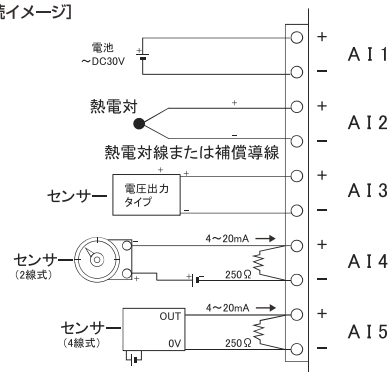 続イメージ]
電池
～DC30V
+
+
－
AI1
熱電対
+
－
+
－
AI2
熱電対線または補償導線
センサー
+
電圧出力
タイプ
+
－
+
－
AI3
センサー
(2線式)
－
+
4～20mA
+
－
250Ω
+
－
AI4
センサー
(4線式)
OUT
0V
4～20mA
250Ω
+
－
AI5